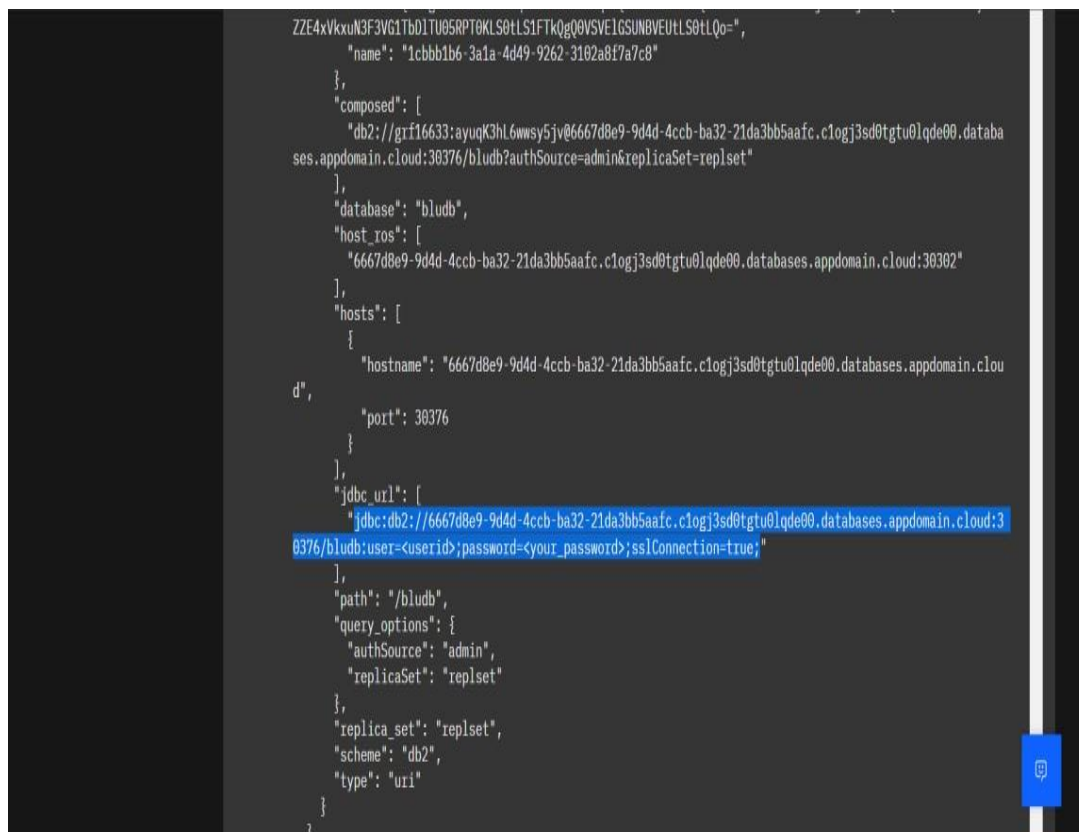 ZZE4xVkxuN3F3VG1TbDlTU05RPT0KLS0tLS1FTkQgQ0VSVElGSUNBVEUtLS0tLQo=",
"name": "1cbbb1b6-3a1a-4d49-9262-3102a8f7a7c8"
},
"composed": [
"db2://grf16633:ayuqK3hL6wwsy5jv@6667d8e9-9d4d-4ccb-ba32-21da3bb5aafc.c1ogj3sd0tgtu0lqde00.databa
ses.appdomain.cloud:30376/bludb?authSource=admin&replicaSet=replset"
],
"database": "bludb",
"host_ros": [
"6667d8e9-9d4d-4ccb-ba32-21da3bb5aafc.c1ogj3sd0tgtu0lqde00.databases.appdomain.cloud:30302"
],
"hosts": [
{
"hostname": "6667d8e9-9d4d-4ccb-ba32-21da3bb5aafc.c1ogj3sd0tgtu0lqde00.databases.appdomain.clou
d",
"port": 30376
}
],
"jdbc_url": [
"jdbc:db2://6667d8e9-9d4d-4ccb-ba32-21da3bb5aafc.c1ogj3sd0tgtu0lqde00.databases.appdomain.cloud:3
0376/bludb:user=<userid>;password=<your_password>;sslConnection=true;"
],
"path": "/bludb",
"query_options": {
"authSource": "admin",
"replicaSet": "replset"
},
"replica_set": "replset",
"scheme": "db2",
"type": "uri"
}